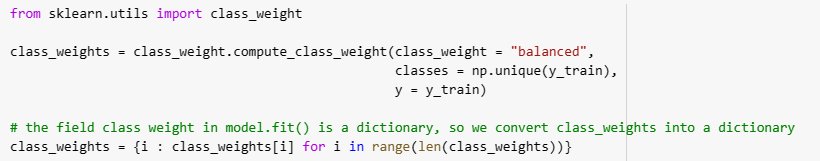 from sklearn.utils import class_weight
class_weights = class_weight.compute_class_weight(class_weight = "balanced",
classes = np.unique(y_train),
y = y_train)
# the field class weight in model.fit() is a dictionary, so we convert class_weights into a dictionary
class_weights = {i : class_weights[i] for i in range(len(class_weights))}